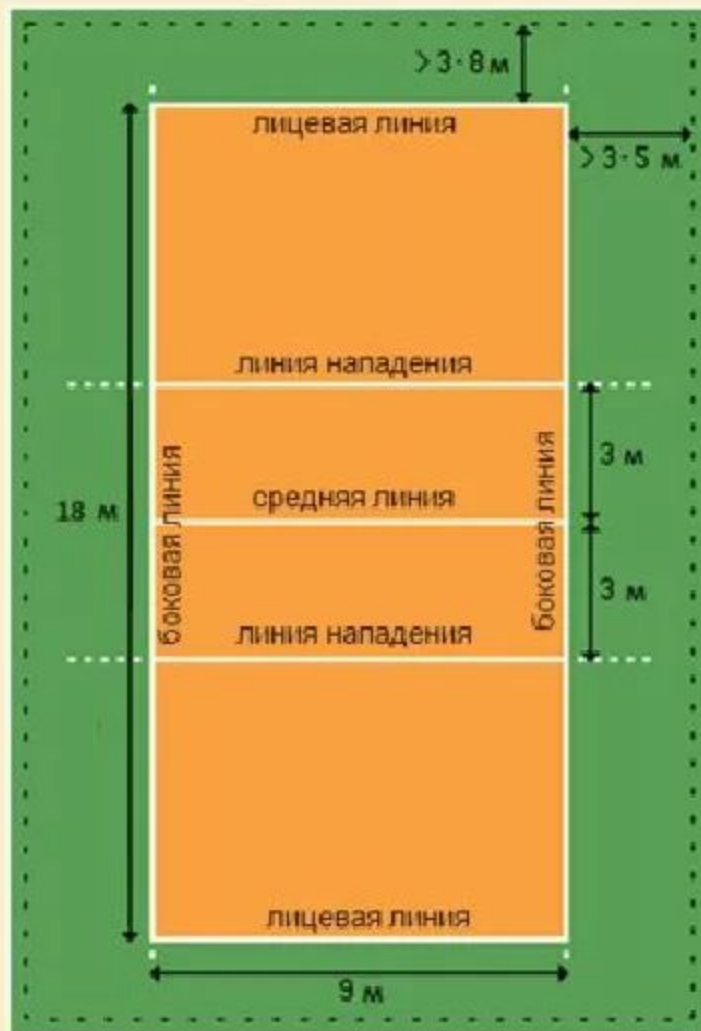 >3·8м
лицевая линия
>3·5 м
линия нападения
3 м
боковая линия
18 м
средняя линия
боковая линия
3 м
линия нападения
лицевая линия
9 м